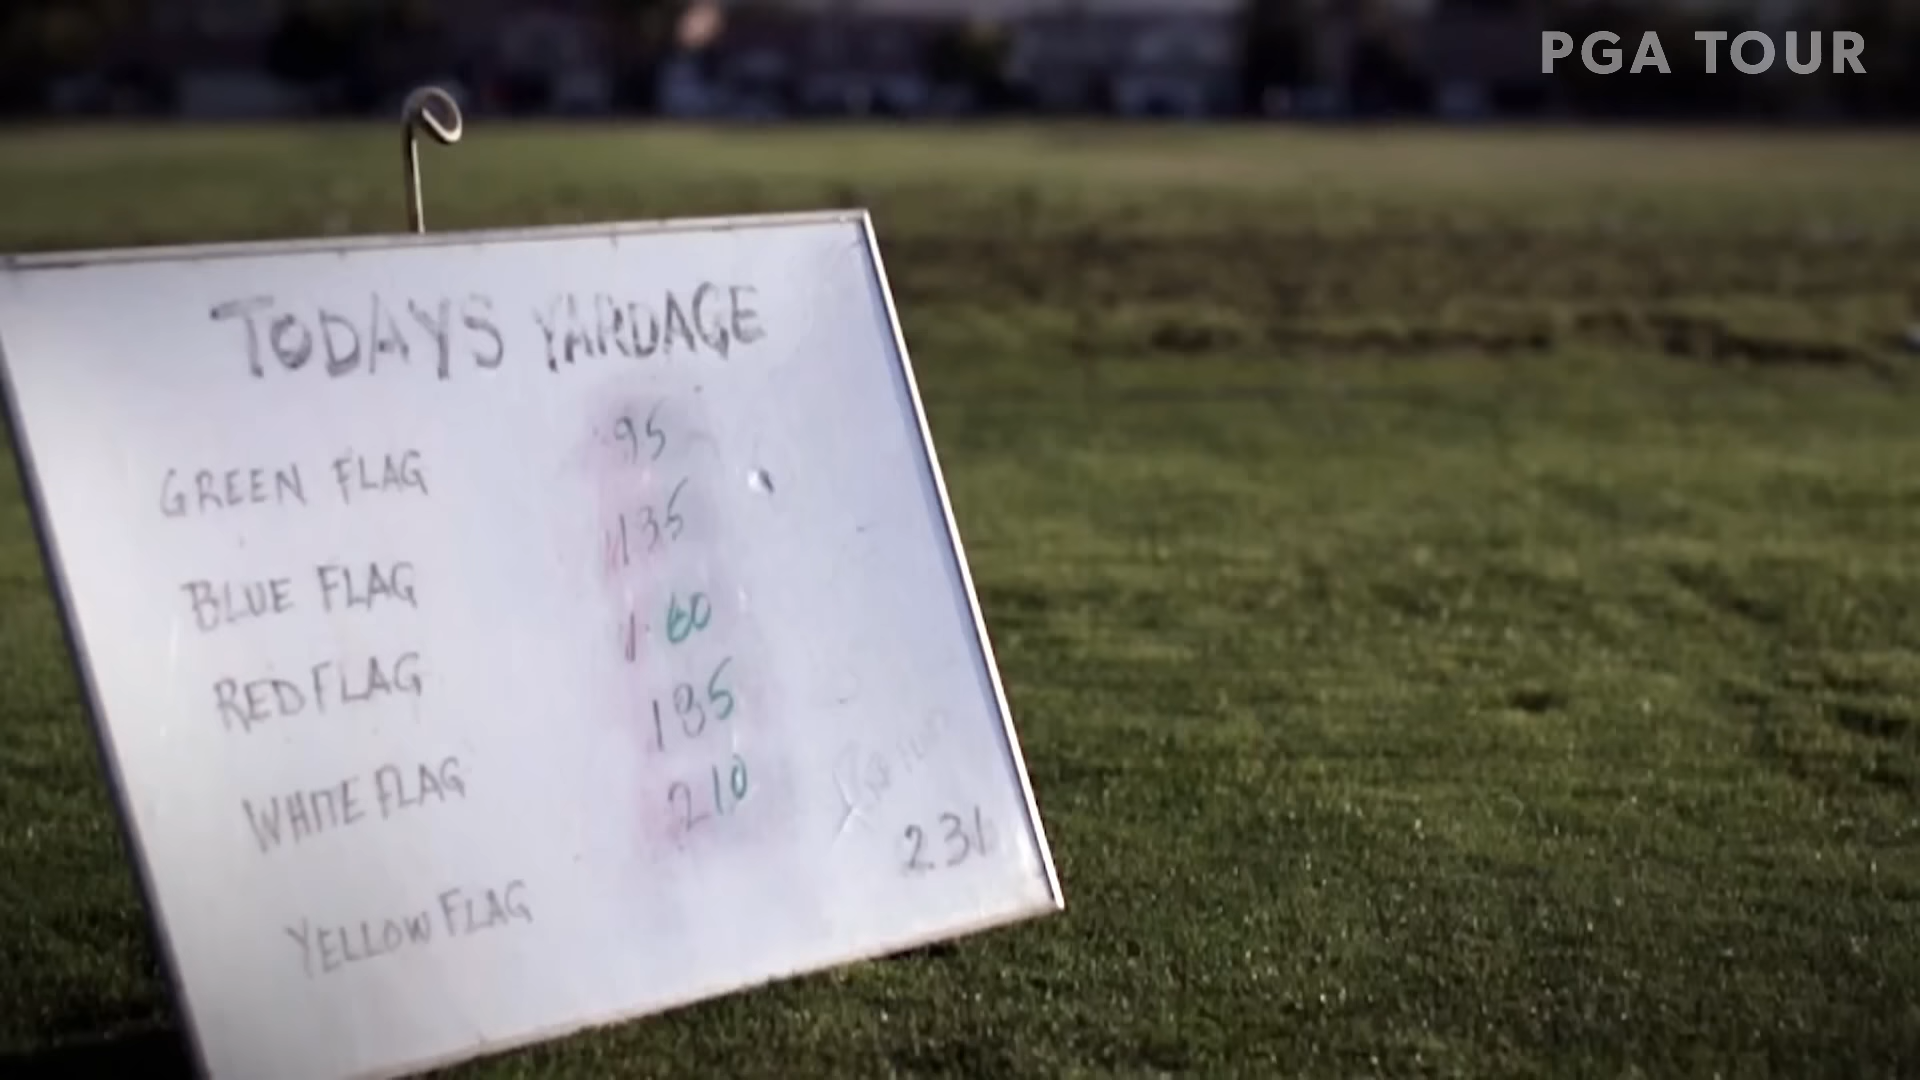 PGA TOUR
TODAYS YARDAGE
GREEN FLAG 95
BLUE FLAG 135
RED FLAG 160
WHITE FLAG 185
YELLOW FLAG 210
231